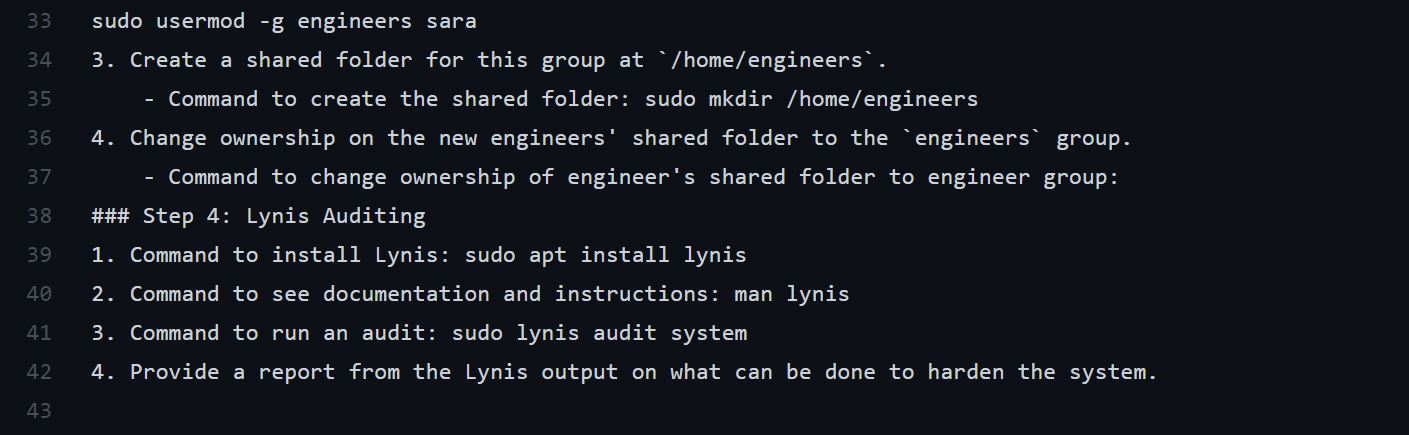 33 sudo usermod -g engineers sara
34 3. Create a shared folder for this group at `/home/engineers`.
35     - Command to create the shared folder: sudo mkdir /home/engineers
36 4. Change ownership on the new engineers' shared folder to the `engineers` group.
37     - Command to change ownership of engineer's shared folder to engineer group:
38 ### Step 4: Lynis Auditing
39 1. Command to install Lynis: sudo apt install lynis
40 2. Command to see documentation and instructions: man lynis
41 3. Command to run an audit: sudo lynis audit system
42 4. Provide a report from the Lynis output on what can be done to harden the system.
43